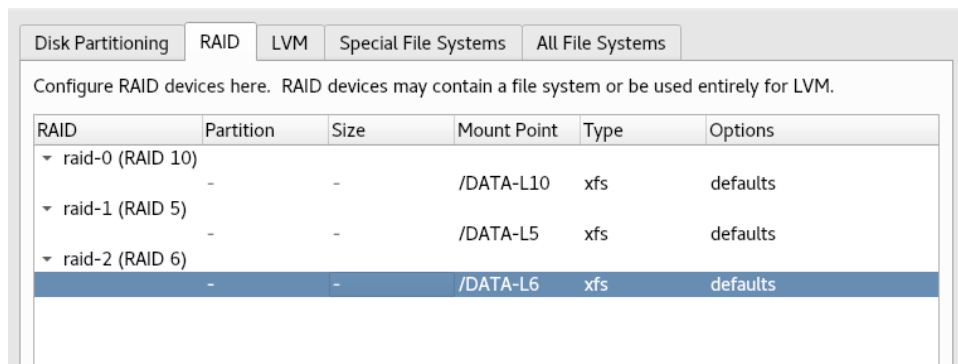 Disk Partitioning RAID LVM Special File Systems All File Systems
Configure RAID devices here.  RAID devices may contain a file system or be used entirely for LVM.
RAID Partition Size Mount Point Type Options
raid-0 (RAID 10)
- - /DATA-L10 xfs defaults
raid-1 (RAID 5)
- - /DATA-L5 xfs defaults
raid-2 (RAID 6)
- - /DATA-L6 xfs defaults